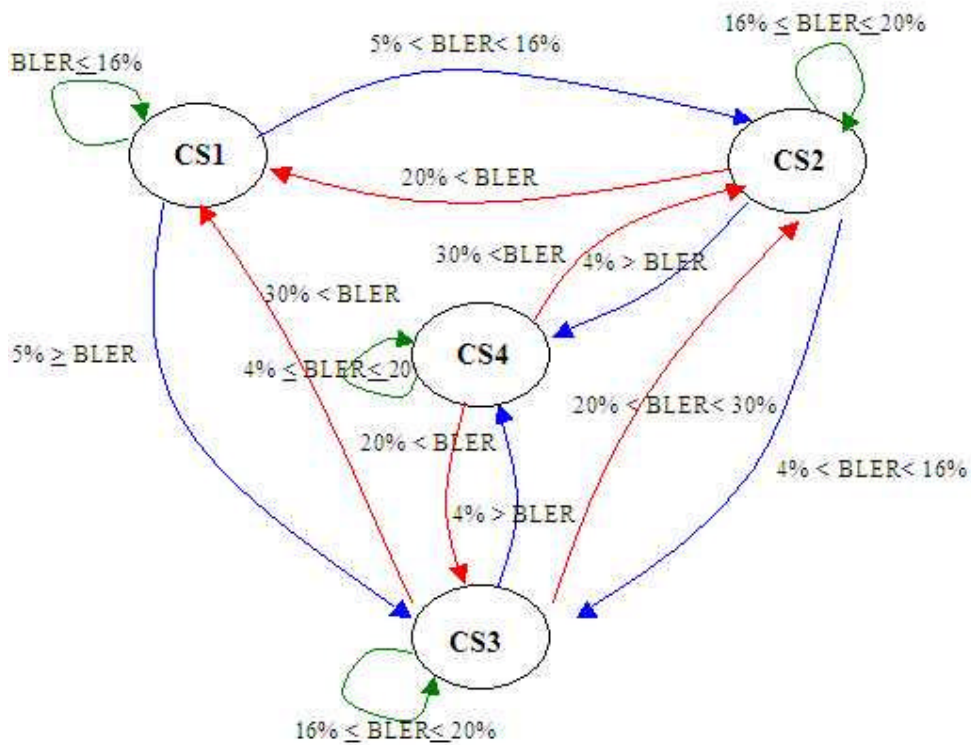 16% ≤ BLER ≤ 20%
5% < BLER< 16%
BLER ≤ 16%
CS1
CS2
20% < BLER
30% <BLER
4% > BLER
30% < BLER
5% ≥ BLER
CS4
4% ≤ BLER ≤ 20
20% < BLER< 30%
20% < BLER
4% < BLER< 16%
4% > BLER
CS3
16% ≤ BLER ≤ 20%